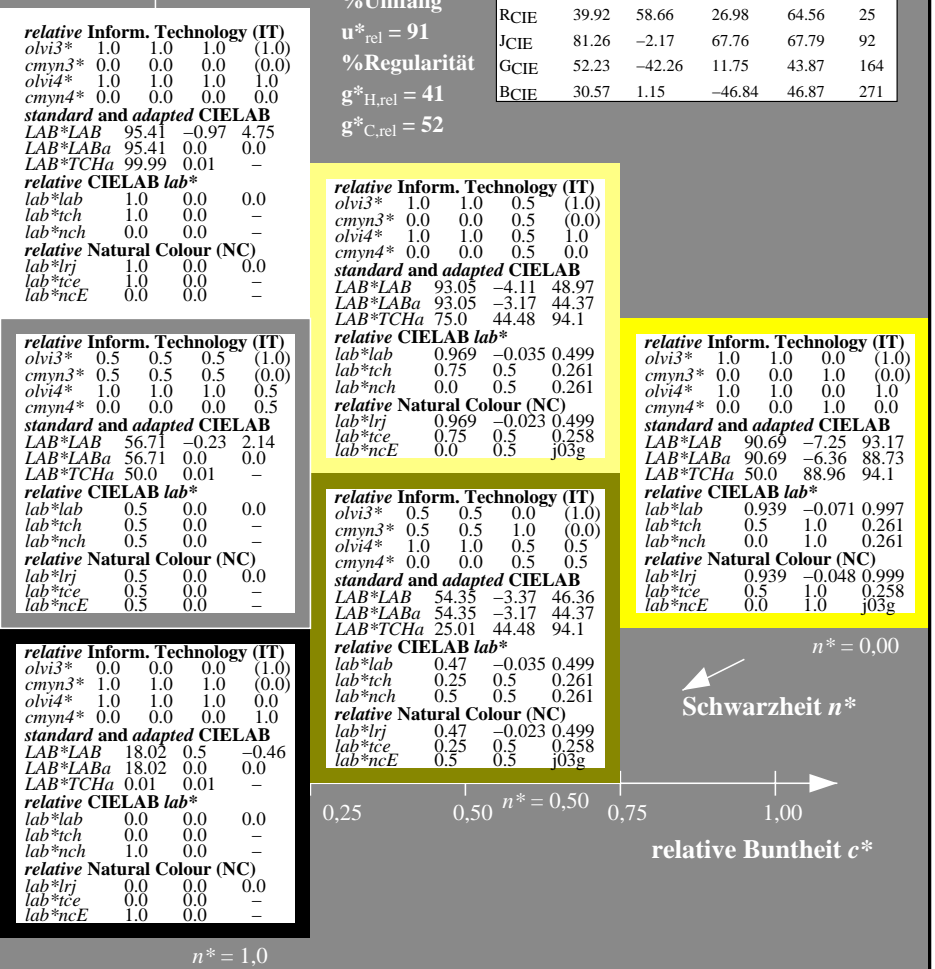 %Umfang
u*rel = 91
%Regularität
g*H,rel = 41
g*C,rel = 52
RCIE 39.92 58.66 26.98 64.56 25
JCIE 81.26 −2.17 67.76 67.79 92
GCIE 52.23 −42.26 11.75 43.87 164
BCIE 30.57 1.15 −46.84 46.87 271
relative Inform. Technology (IT)
olvi3* 1.0 1.0 1.0 (1.0)
cmyn3* 0.0 0.0 0.0 (0.0)
olvi4* 1.0 1.0 1.0 1.0
cmyn4* 0.0 0.0 0.0 0.0
standard and adapted CIELAB
LAB*LAB 95.41 −0.97 4.75
LAB*LABa 95.41 0.0 0.0
LAB*TCHa 99.99 0.01 –
relative CIELAB lab*
lab*lab 1.0 0.0 0.0
lab*tch 1.0 0.0 –
lab*nch 0.0 0.0 –
relative Natural Colour (NC)
lab*lrj 1.0 0.0 0.0
lab*tce 1.0 0.0 –
lab*ncE 0.0 0.0 –
relative Inform. Technology (IT)
olvi3* 1.0 1.0 0.5 (1.0)
cmyn3* 0.0 0.0 0.5 (0.0)
olvi4* 1.0 1.0 0.5 1.0
cmyn4* 0.0 0.0 0.5 0.0
standard and adapted CIELAB
LAB*LAB 93.05 −4.11 48.97
LAB*LABa 93.05 −3.17 44.37
LAB*TCHa 75.0 44.48 94.1
relative CIELAB lab*
lab*lab 0.969 −0.035 0.499
lab*tch 0.75 0.5 0.261
lab*nch 0.0 0.5 0.261
relative Natural Colour (NC)
lab*lrj 0.969 −0.023 0.499
lab*tce 0.75 0.5 0.258
lab*ncE 0.0 0.5 j03g
relative Inform. Technology (IT)
olvi3* 0.5 0.5 0.5 (1.0)
cmyn3* 0.5 0.5 0.5 (0.0)
olvi4* 1.0 1.0 1.0 0.5
cmyn4* 0.0 0.0 0.0 0.5
standard and adapted CIELAB
LAB*LAB 56.71 −0.23 2.14
LAB*LABa 56.71 0.0 0.0
LAB*TCHa 50.0 0.01 –
relative CIELAB lab*
lab*lab 0.5 0.0 0.0
lab*tch 0.5 0.0 –
lab*nch 0.5 0.0 –
relative Natural Colour (NC)
lab*lrj 0.5 0.0 0.0
lab*tce 0.5 0.0 –
lab*ncE 0.5 0.0 –
relative Inform. Technology (IT)
olvi3* 1.0 1.0 0.0 (1.0)
cmyn3* 0.0 0.0 1.0 (0.0)
olvi4* 1.0 1.0 0.0 1.0
cmyn4* 0.0 0.0 1.0 0.0
standard and adapted CIELAB
LAB*LAB 90.69 −7.25 93.17
LAB*LABa 90.69 −6.36 88.73
LAB*TCHa 50.0 88.96 94.1
relative CIELAB lab*
lab*lab 0.939 −0.071 0.997
lab*tch 0.5 1.0 0.261
lab*nch 0.0 1.0 0.261
relative Natural Colour (NC)
lab*lrj 0.939 −0.048 0.999
lab*tce 0.5 1.0 0.258
lab*ncE 0.0 1.0 j03g
relative Inform. Technology (IT)
olvi3* 0.5 0.5 0.0 (1.0)
cmyn3* 0.5 0.5 1.0 (0.0)
olvi4* 1.0 1.0 0.5 0.5
cmyn4* 0.0 0.0 0.5 0.5
standard and adapted CIELAB
LAB*LAB 54.35 −3.37 46.36
LAB*LABa 54.35 −3.17 44.37
LAB*TCHa 25.01 44.48 94.1
relative CIELAB lab*
lab*lab 0.47 −0.035 0.499
lab*tch 0.25 0.5 0.261
lab*nch 0.5 0.5 0.261
relative Natural Colour (NC)
lab*lrj 0.47 −0.023 0.499
lab*tce 0.25 0.5 0.258
lab*ncE 0.5 0.5 j03g
n* = 0,00
Schwarzheit n*
relative Inform. Technology (IT)
olvi3* 0.0 0.0 0.0 (1.0)
cmyn3* 1.0 1.0 1.0 (0.0)
olvi4* 1.0 1.0 1.0 0.0
cmyn4* 0.0 0.0 0.0 1.0
standard and adapted CIELAB
LAB*LAB 18.02 0.5 −0.46
LAB*LABa 18.02 0.0 0.0
LAB*TCHa 0.01 0.01 –
relative CIELAB lab*
lab*lab 0.0 0.0 0.0
lab*tch 0.0 0.0 –
lab*nch 1.0 0.0 –
relative Natural Colour (NC)
lab*lrj 0.0 0.0 0.0
lab*tce 0.0 0.0 –
lab*ncE 1.0 0.0 –
0,25 0,50 n* = 0,50 0,75 1,00
relative Buntheit c*
n* = 1,0